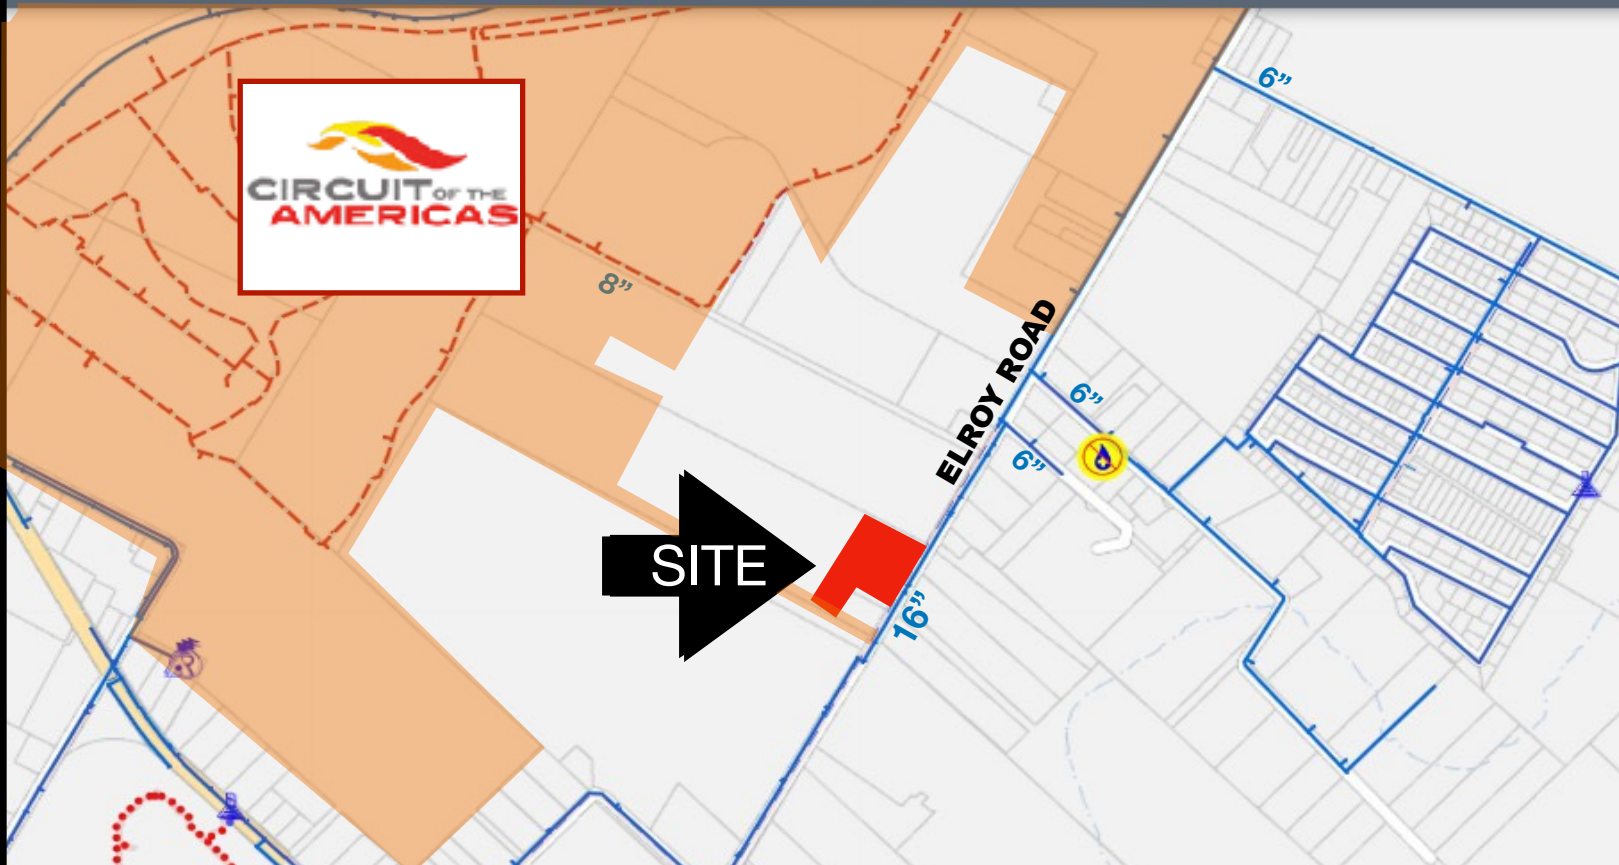 6”
CIRCUIT OF THE
AMERICAS
8”
ELROY ROAD
6”
6”
SITE
16”